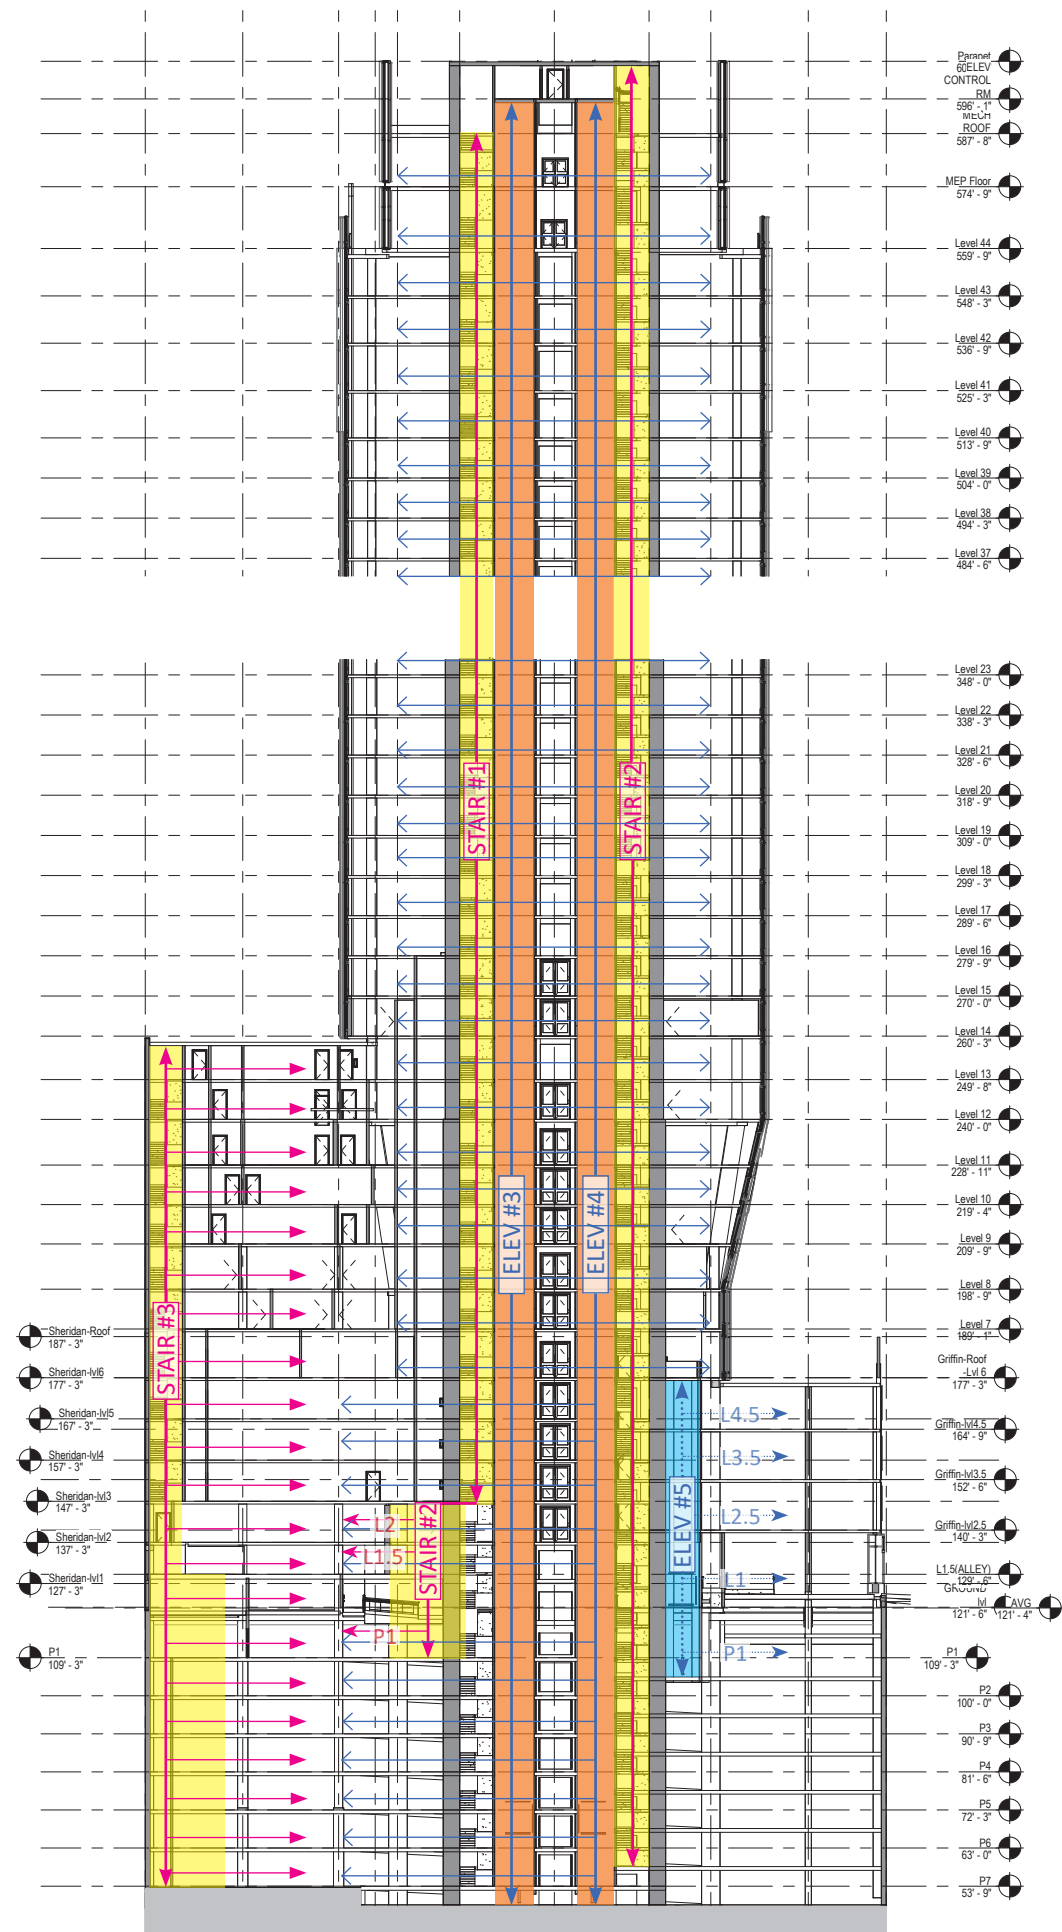 Parapet
60ELEV
CONTROL
RM
596' - 1"
MECH
ROOF
587' - 8"
MEP Floor
574' - 9"
Level 44
559' - 9"
Level 43
548' - 3"
Level 42
536' - 9"
Level 41
525' - 3"
Level 40
513' - 9"
Level 39
504' - 0"
Level 38
494' - 3"
Level 37
484' - 6"
Level 23
348' - 0"
Level 22
338' - 3"
Level 21
328' - 6"
Level 20
318' - 9"
Level 19
309' - 0"
Level 18
299' - 3"
Level 17
289' - 6"
Level 16
279' - 9"
Level 15
270' - 0"
Level 14
260' - 3"
Level 13
249' - 8"
Level 12
240' - 0"
Level 11
228' - 11"
Level 10
219' - 4"
Level 9
209' - 9"
Level 8
198' - 9"
Level 7
189' - 1"
Griffin-Roof
-Lvl 6
177' - 3"
Griffin-lvl4.5
164' - 9"
Griffin-lvl3.5
152' - 6"
Griffin-lvl2.5
140' - 3"
L1.5(ALLEY)
129' - 6"
GROUND
lvl
121' - 6"
AVG
121' - 4"
P1
109' - 3"
P2
100' - 0"
P3
90' - 9"
P4
81' - 6"
P5
72' - 3"
P6
63' - 0"
P7
53' - 9"
Sheridan-Roof
187' - 3"
Sheridan-lvl6
177' - 3"
Sheridan-lvl5
167' - 3"
Sheridan-lvl4
157' - 3"
Sheridan-lvl3
147' - 3"
Sheridan-lvl2
137' - 3"
Sheridan-lvl1
127' - 3"
P1
109' - 3"
STAIR #1
STAIR #2
ELEV #3
ELEV #4
STAIR #3
STAIR #2
L2
L1.5
P1
ELEV #5
L4.5
L3.5
L2.5
L1
P1